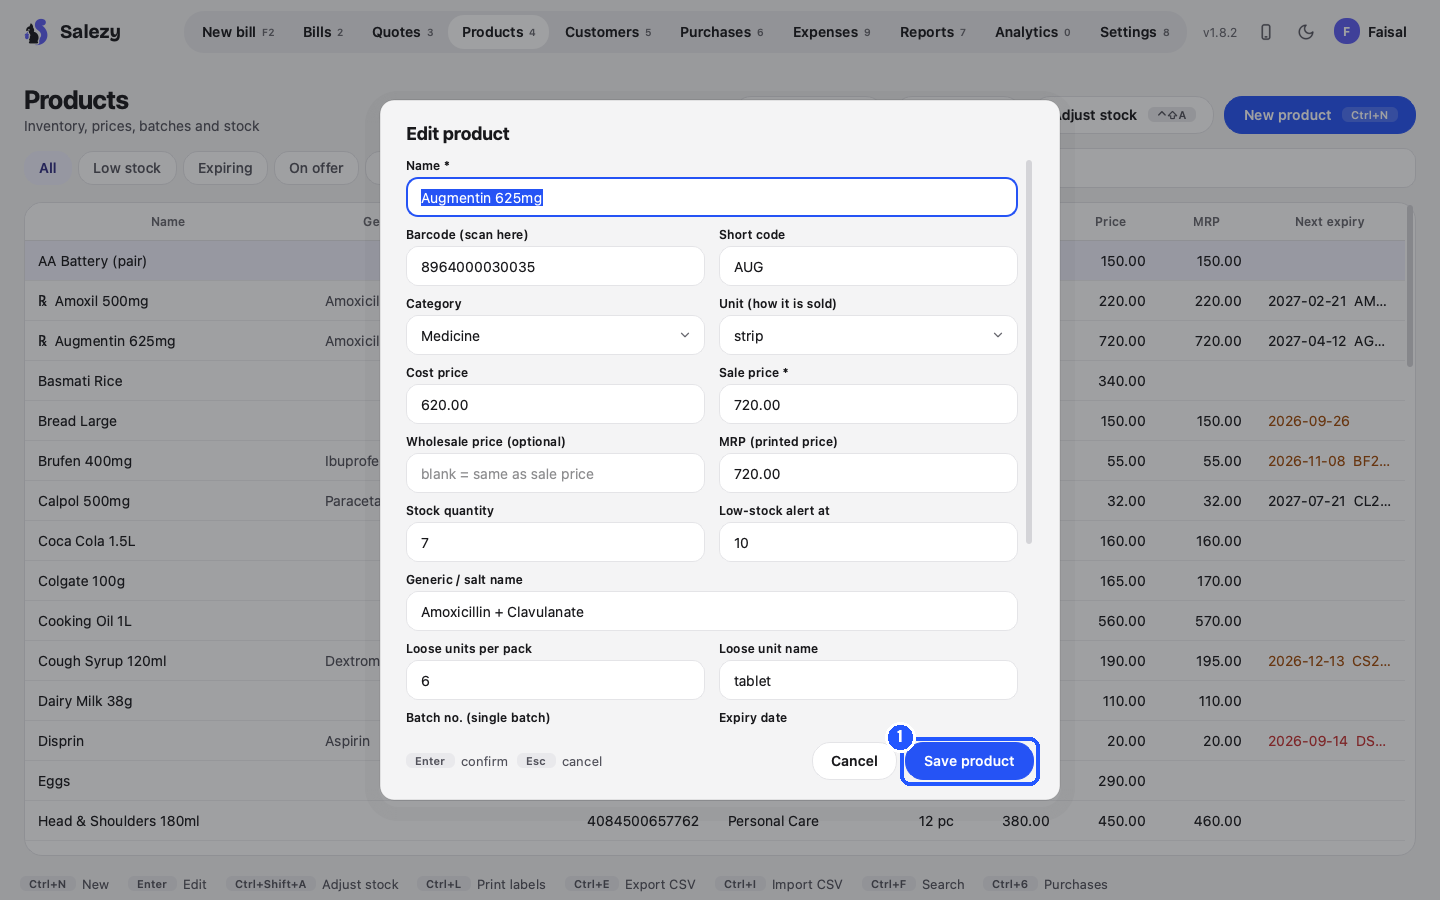 Salezy
New bill F2 Bills 2 Quotes 3 Products 4 Customers 5 Purchases 6 Expenses 9 Reports 7 Analytics 0 Settings 8
v1.8.2
F Faisal
Products
Inventory, prices, batches and stock
Adjust stock ^⇧A
New product Ctrl+N
All Low stock Expiring On offer
Name Ge Price MRP Next expiry
AA Battery (pair) 150.00 150.00
℞ Amoxil 500mg Amoxicil 220.00 220.00 2027-02-21 AM...
℞ Augmentin 625mg Amoxicil 720.00 720.00 2027-04-12 AG...
Basmati Rice 340.00
Bread Large 150.00 150.00 2026-09-26
Brufen 400mg Ibuprofe 55.00 55.00 2026-11-08 BF2...
Calpol 500mg Paraceta 32.00 32.00 2027-07-21 CL2...
Coca Cola 1.5L 160.00 160.00
Colgate 100g 165.00 170.00
Cooking Oil 1L 560.00 570.00
Cough Syrup 120ml Dextrom 190.00 195.00 2026-12-13 CS2...
Dairy Milk 38g 110.00 110.00
Disprin Aspirin 20.00 20.00 2026-09-14 DS...
Eggs 290.00
Head & Shoulders 180ml 4084500657762 Personal Care 12 pc 380.00 450.00 460.00
Edit product
Name *
Augmentin 625mg
Barcode (scan here) Short code
8964000030035 AUG
Category Unit (how it is sold)
Medicine strip
Cost price Sale price *
620.00 720.00
Wholesale price (optional) MRP (printed price)
blank = same as sale price 720.00
Stock quantity Low-stock alert at
7 10
Generic / salt name
Amoxicillin + Clavulanate
Loose units per pack Loose unit name
6 tablet
Batch no. (single batch) Expiry date
1
Enter confirm Esc cancel Cancel Save product
Ctrl+N New Enter Edit Ctrl+Shift+A Adjust stock Ctrl+L Print labels Ctrl+E Export CSV Ctrl+I Import CSV Ctrl+F Search Ctrl+6 Purchases